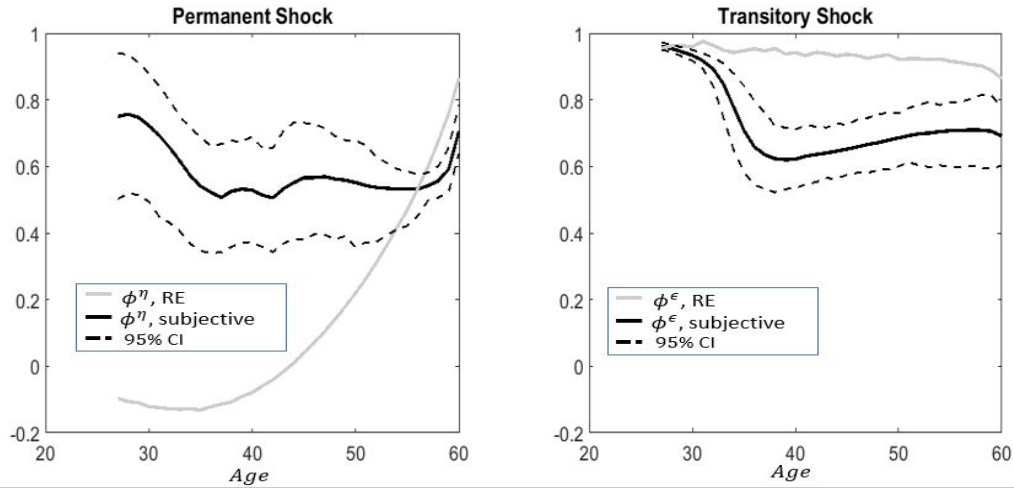 Permanent Shock
1
0.8
0.6
0.4
0.2
0
-0.2
20
30
40
50
60
Age
ϕ^η, RE
ϕ^η, subjective
95% CI
Transitory Shock
1
0.8
0.6
0.4
0.2
0
-0.2
20
30
40
50
60
Age
ϕ^ϵ, RE
ϕ^ϵ, subjective
95% CI